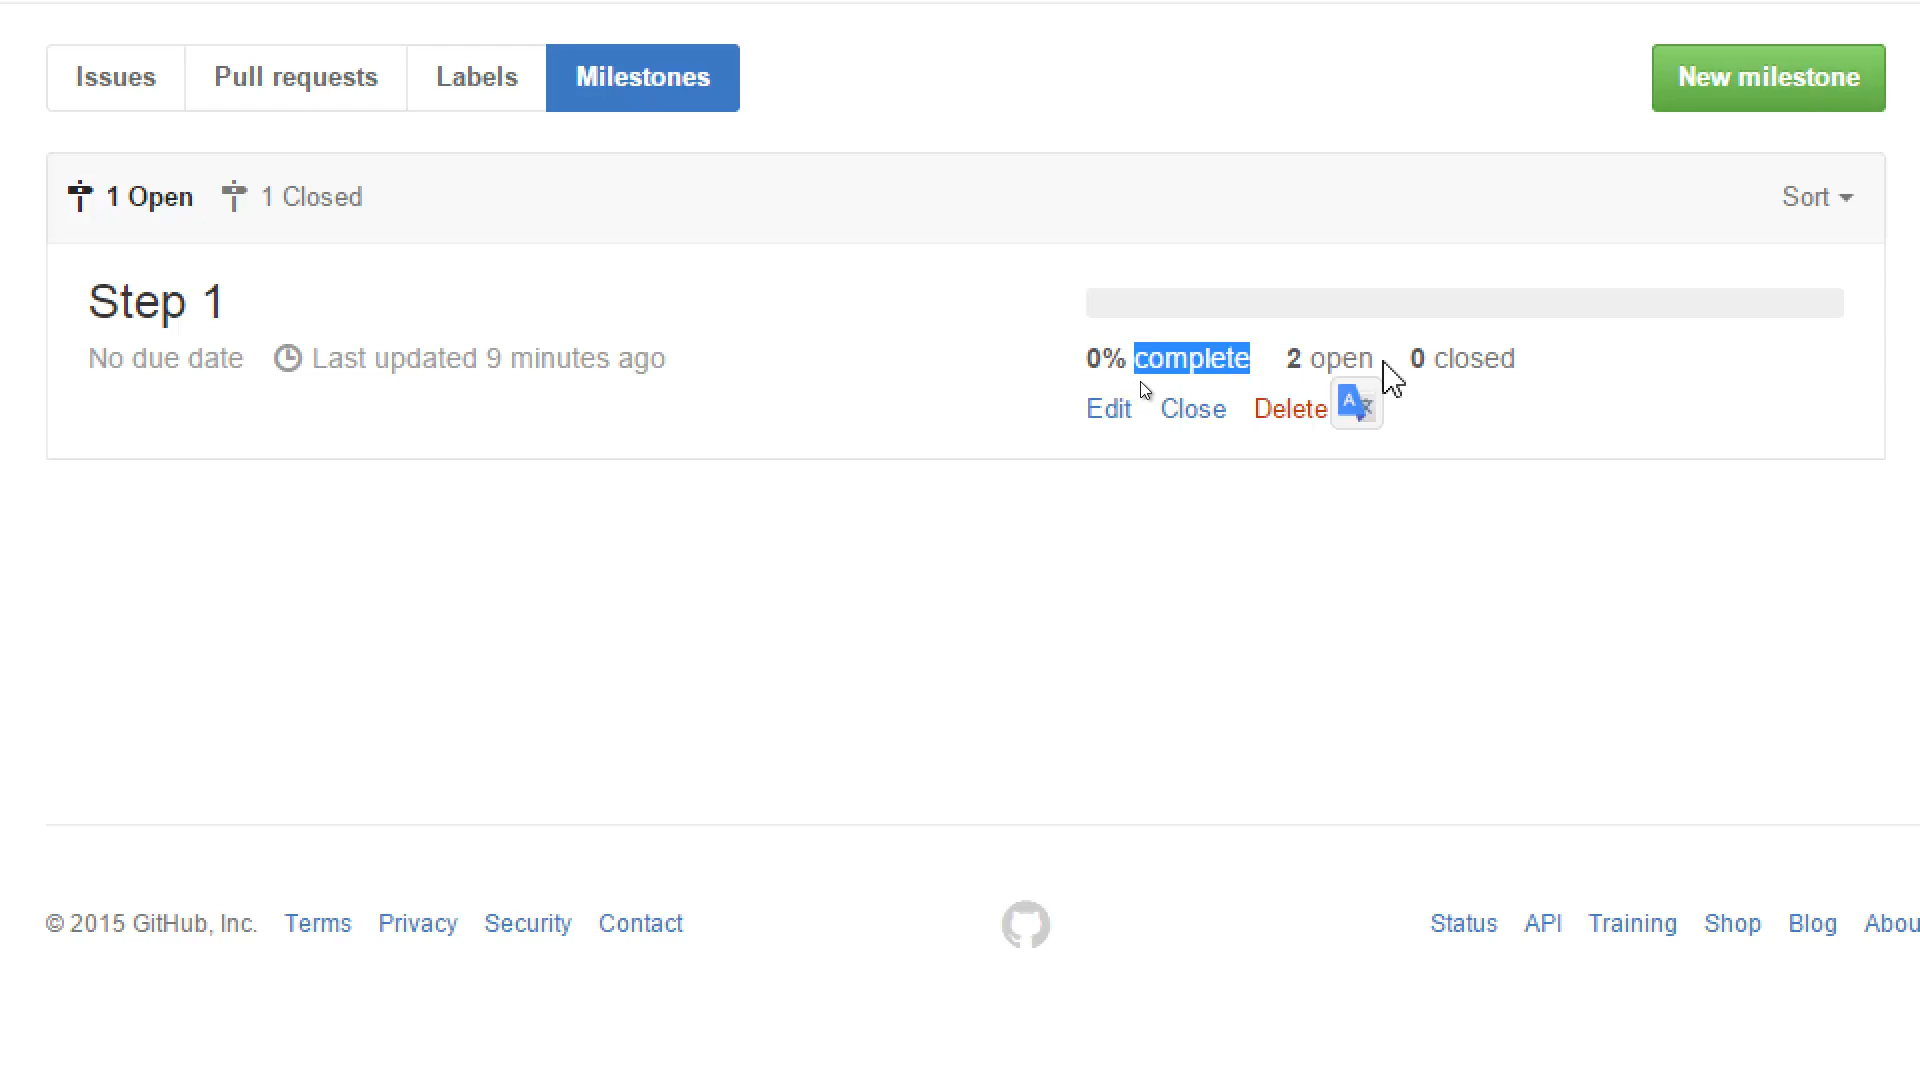 Issues Pull requests Labels Milestones New milestone
1 Open 1 Closed Sort
Step 1
No due date Last updated 9 minutes ago 0% complete 2 open 0 closed
Edit Close Delete
© 2015 GitHub, Inc. Terms Privacy Security Contact Status API Training Shop Blog Abou